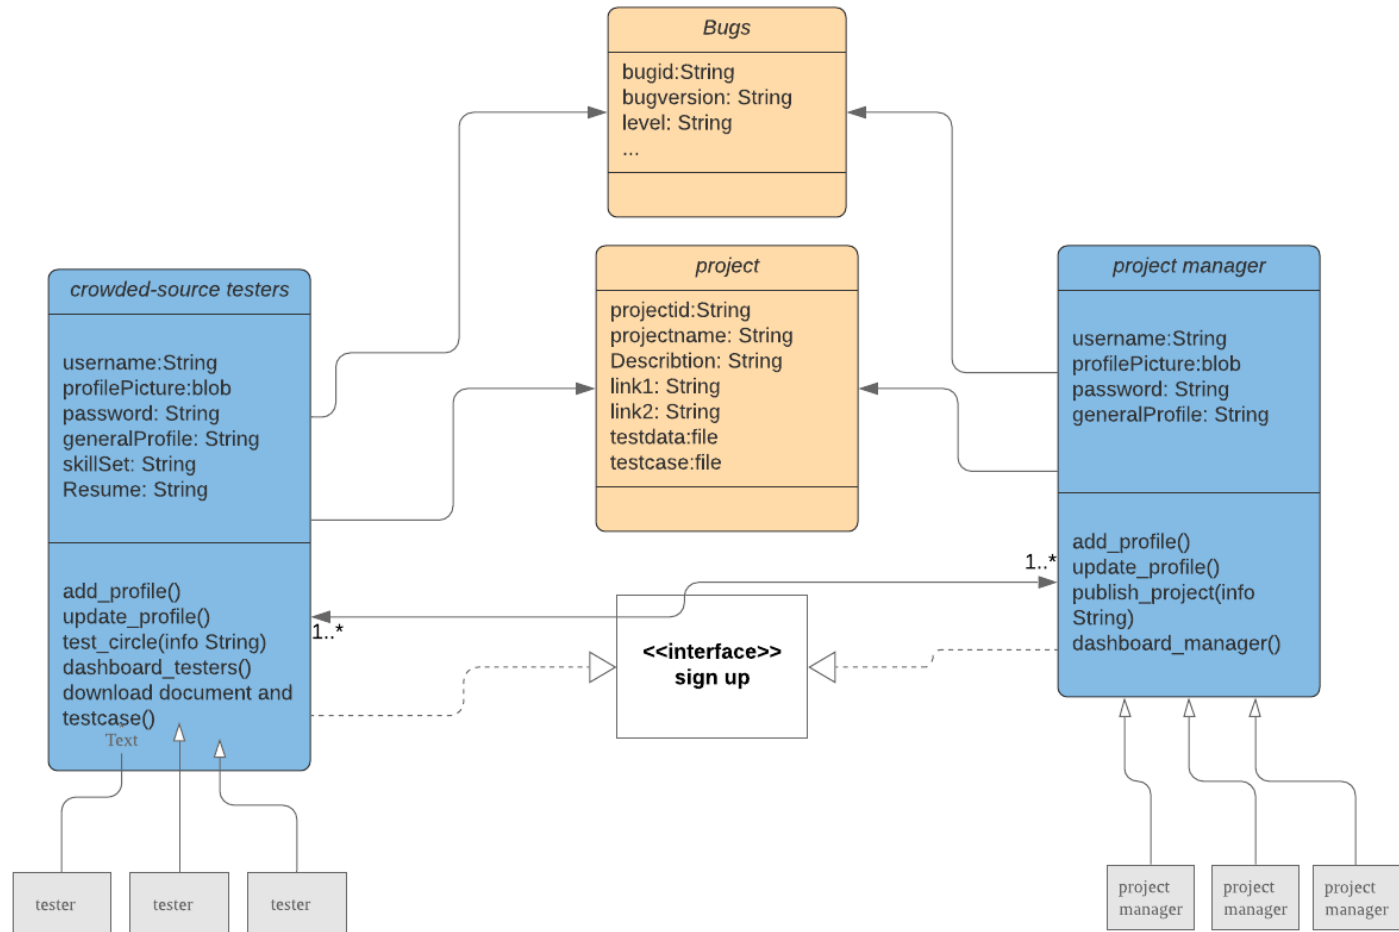 Bugs
bugid:String
bugversion: String
level: String
...
project
projectid:String
projectname: String
Describtion: String
link1: String
link2: String
testdata:file
testcase:file
crowded-source testers
username:String
profilePicture:blob
password: String
generalProfile: String
skillSet: String
Resume: String
add_profile()
update_profile()
test_circle(info String)
dashboard_testers()
download document and
testcase()
Text
project manager
username:String
profilePicture:blob
password: String
generalProfile: String
add_profile()
update_profile()
publish_project(info
String)
dashboard_manager()
1..*
1..*
<<interface>>
sign up
tester
tester
tester
project
manager
project
manager
project
manager